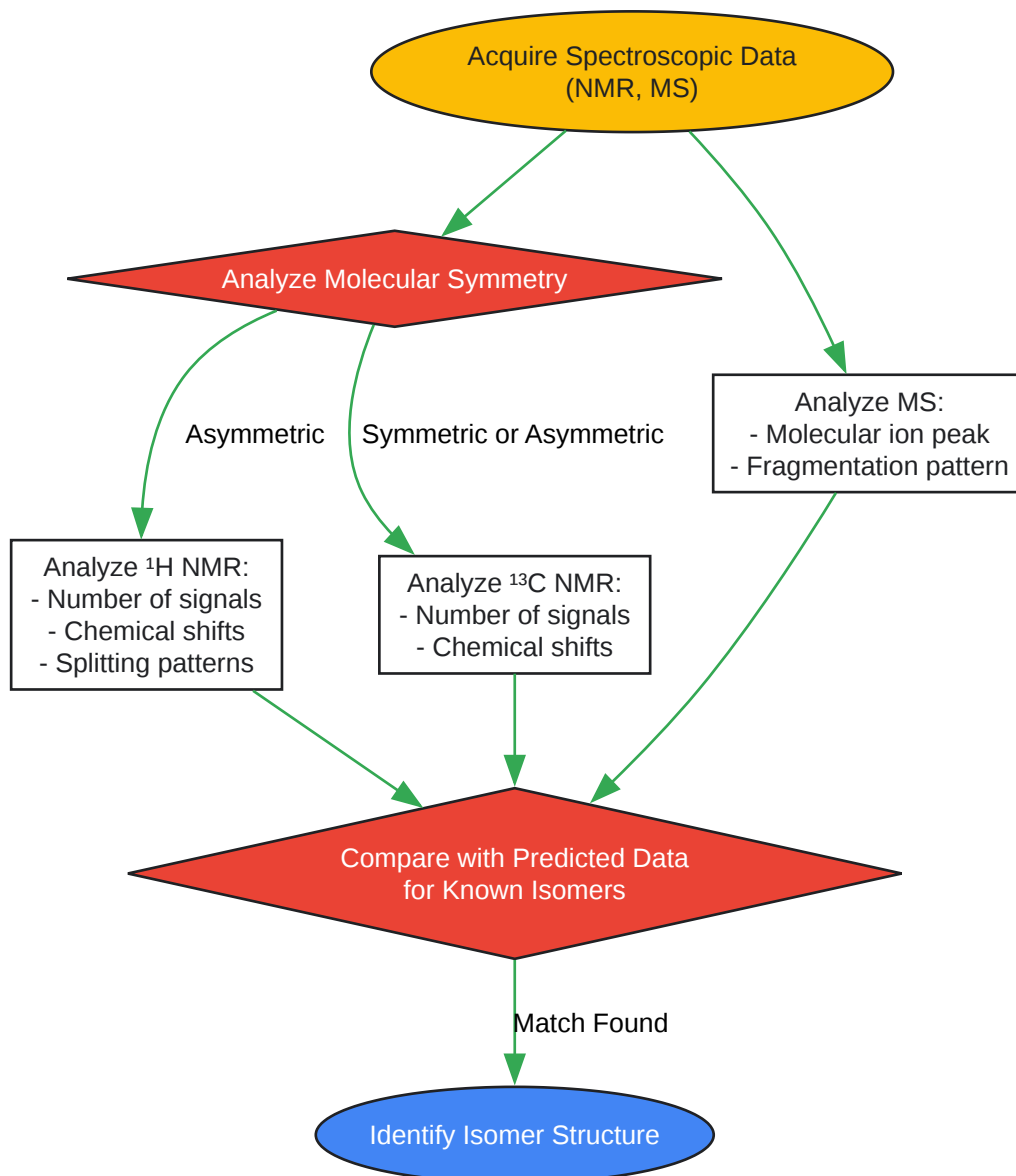 Acquire Spectroscopic Data
(NMR, MS)
Analyze Molecular Symmetry
Asymmetric
Symmetric or Asymmetric
Analyze MS:
- Molecular ion peak
- Fragmentation pattern
Analyze ¹H NMR:
- Number of signals
- Chemical shifts
- Splitting patterns
Analyze ¹³C NMR:
- Number of signals
- Chemical shifts
Compare with Predicted Data
for Known Isomers
Match Found
Identify Isomer Structure